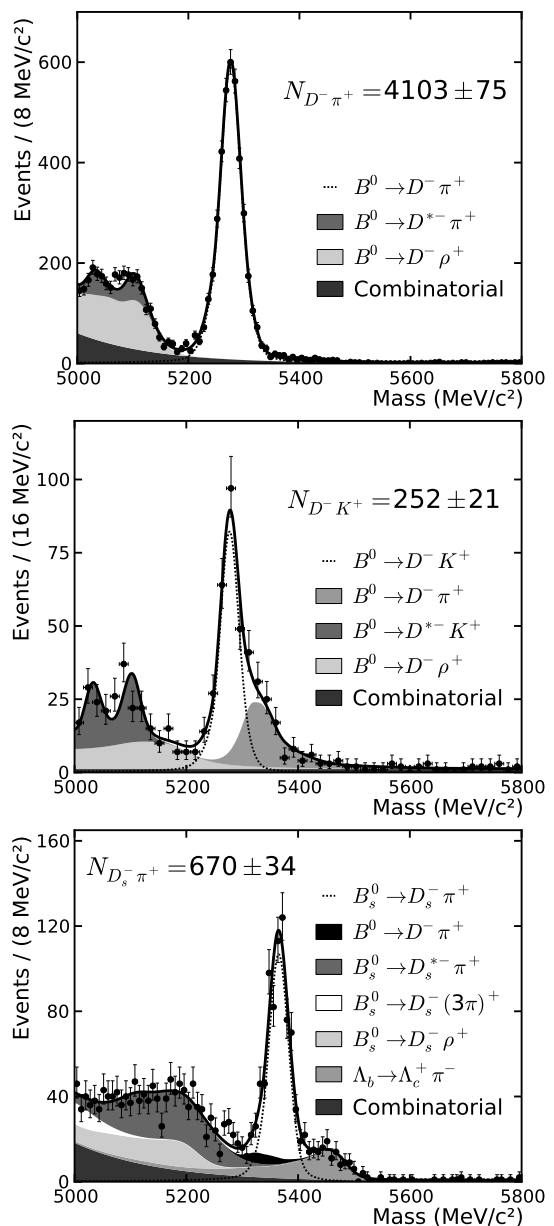 Events / (8 MeV/c²)
600
400
200
0
N_{D⁻π⁺}=4103±75
B⁰→D⁻π⁺
B⁰→D*⁻π⁺
B⁰→D⁻ρ⁺
Combinatorial
5000 5200 5400 5600 5800
Mass (MeV/c²)
Events / (16 MeV/c²)
100
75
50
25
0
N_{D⁻K⁺}=252±21
B⁰→D⁻K⁺
B⁰→D⁻π⁺
B⁰→D*⁻K⁺
B⁰→D⁻ρ⁺
Combinatorial
5000 5200 5400 5600 5800
Mass (MeV/c²)
Events / (8 MeV/c²)
160
120
80
40
0
N_{D_s⁻π⁺}=670±34
B_s⁰→D_s⁻π⁺
B⁰→D⁻π⁺
B_s⁰→D_s*⁻π⁺
B_s⁰→D_s⁻(3π)⁺
B_s⁰→D_s⁻ρ⁺
Λ_b→Λ_c⁺π⁻
Combinatorial
5000 5200 5400 5600 5800
Mass (MeV/c²)